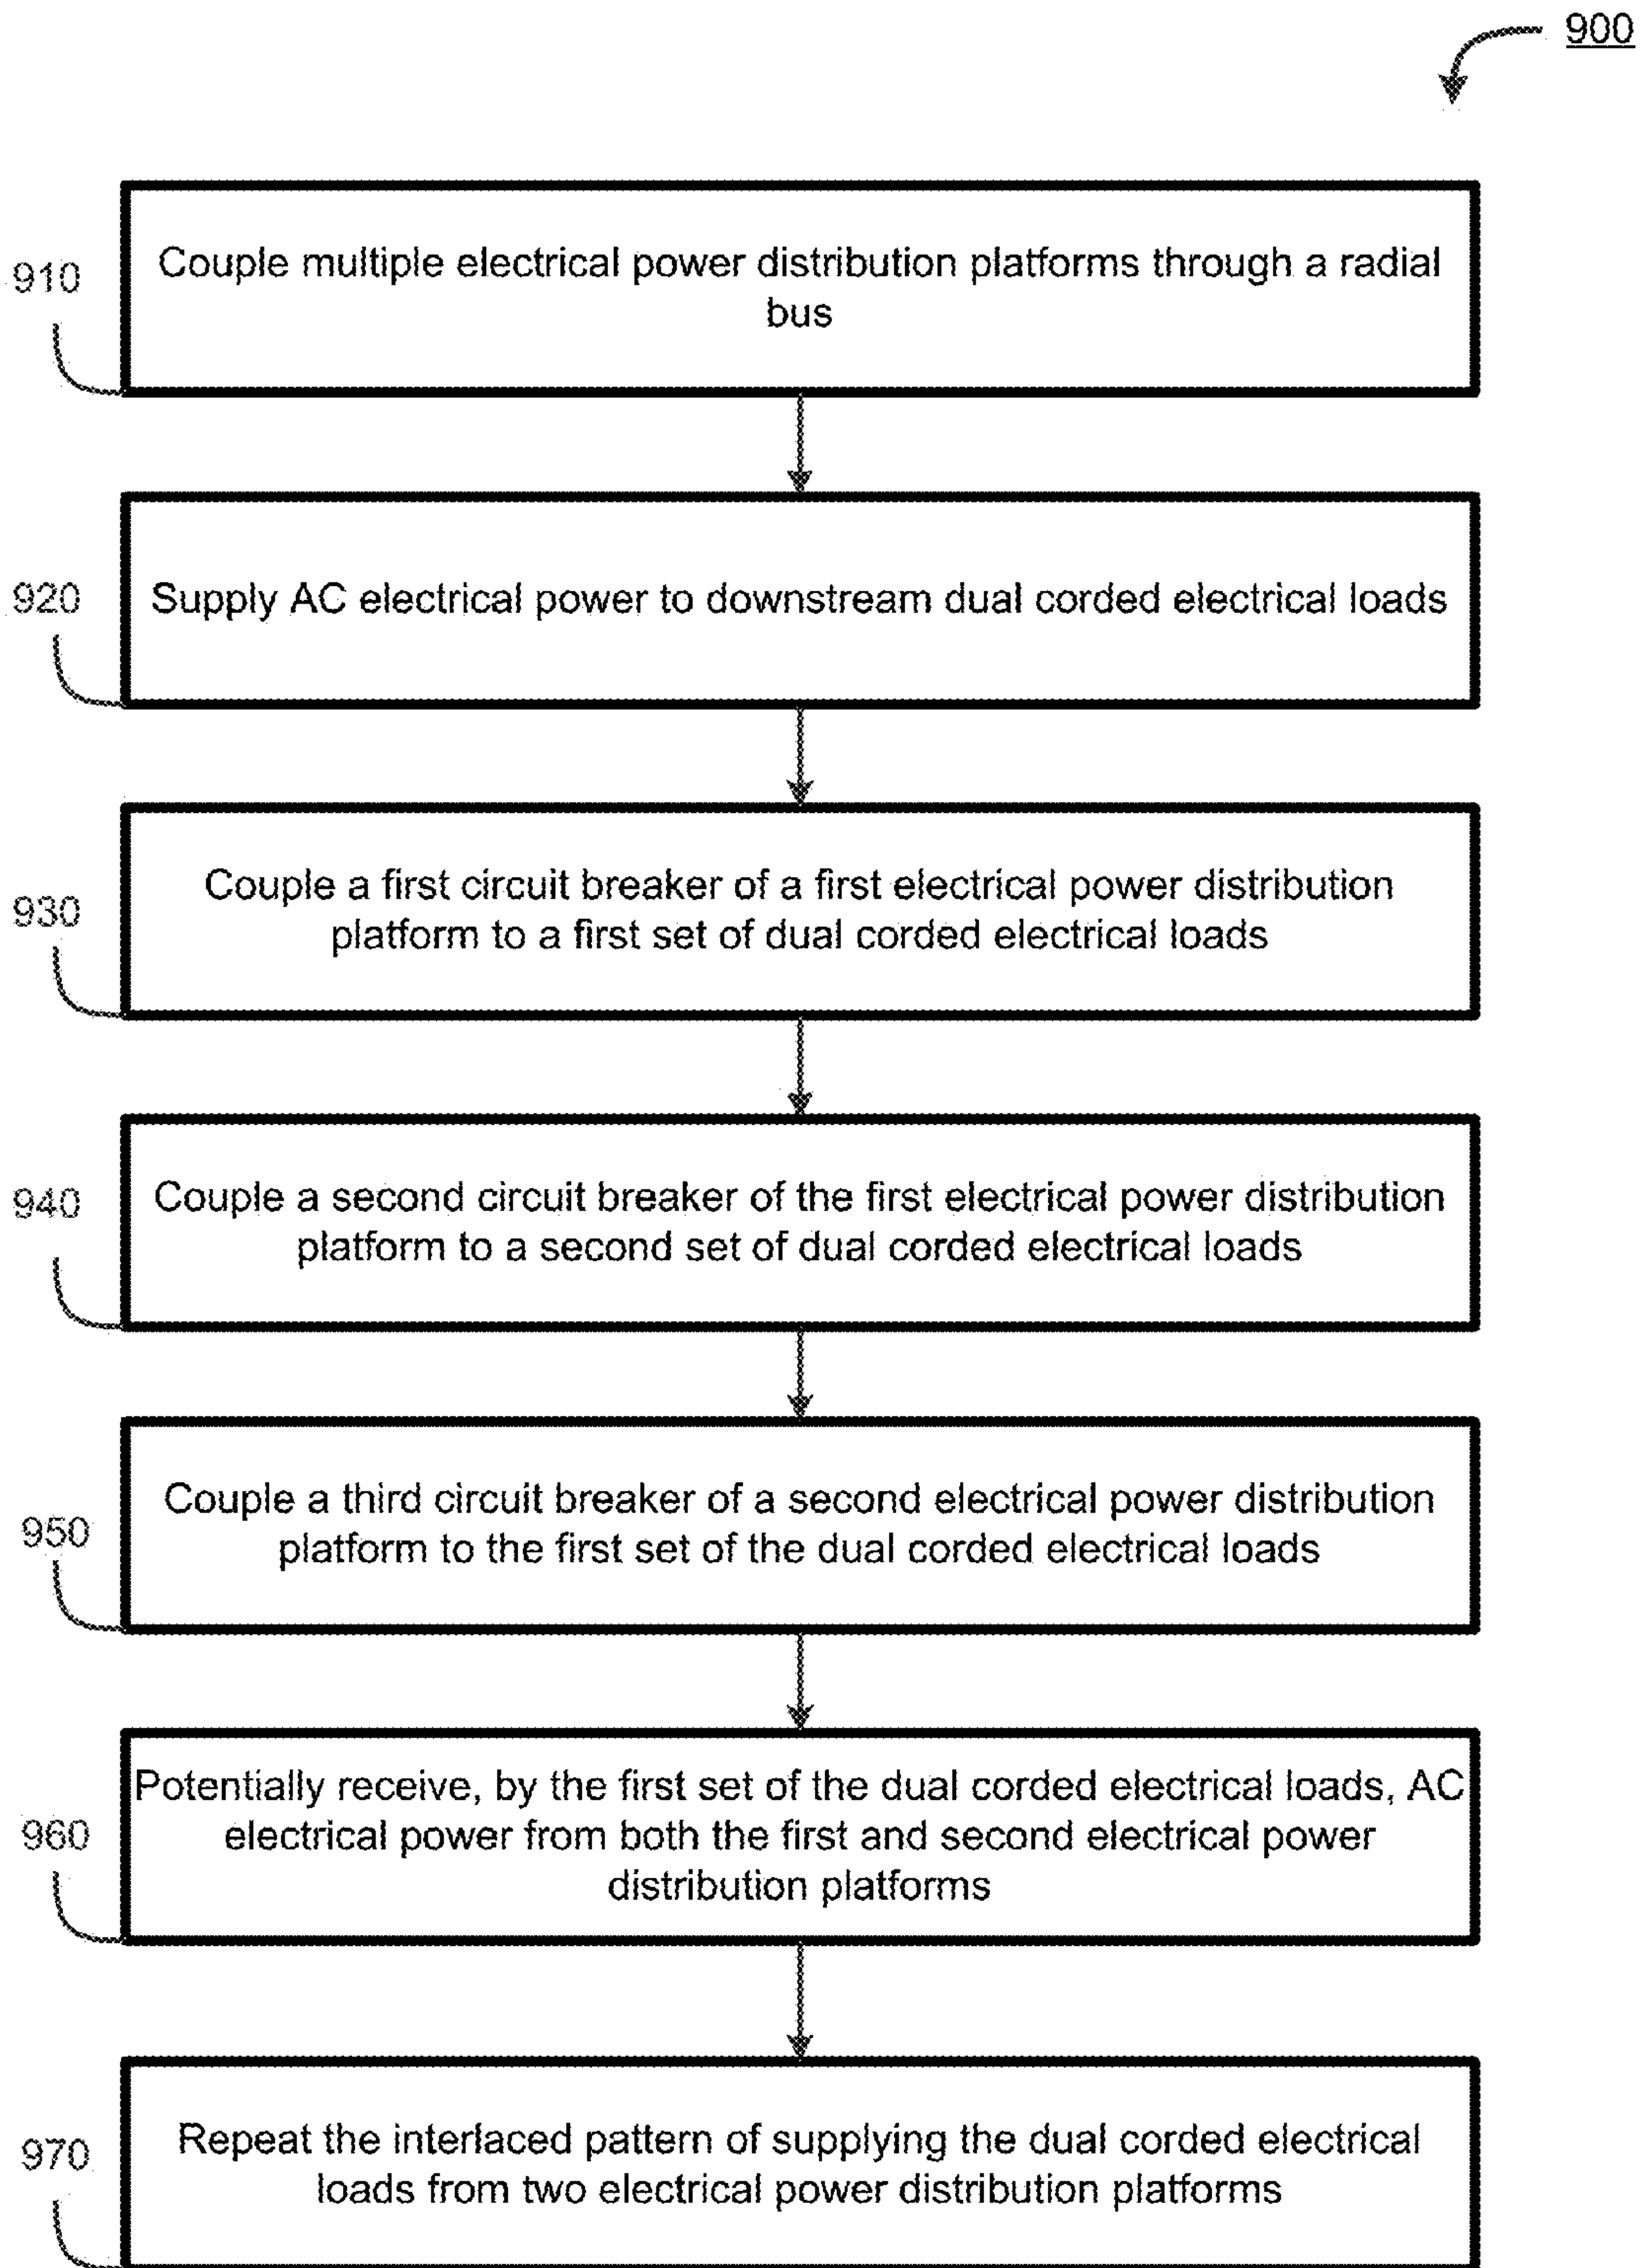 900
910
Couple multiple electrical power distribution platforms through a radial
bus
920
Supply AC electrical power to downstream dual corded electrical loads
930
Couple a first circuit breaker of a first electrical power distribution
platform to a first set of dual corded electrical loads
940
Couple a second circuit breaker of the first electrical power distribution
platform to a second set of dual corded electrical loads
950
Couple a third circuit breaker of a second electrical power distribution
platform to the first set of the dual corded electrical loads
960
Potentially receive, by the first set of the dual corded electrical loads, AC
electrical power from both the first and second electrical power
distribution platforms
970
Repeat the interlaced pattern of supplying the dual corded electrical
loads from two electrical power distribution platforms